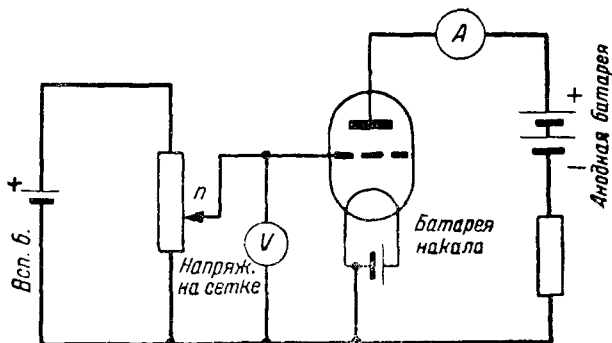 A
+
Анодная батарея
−
+
Всп. б.
п
V
Напряж.
на сетке
Батарея
накала